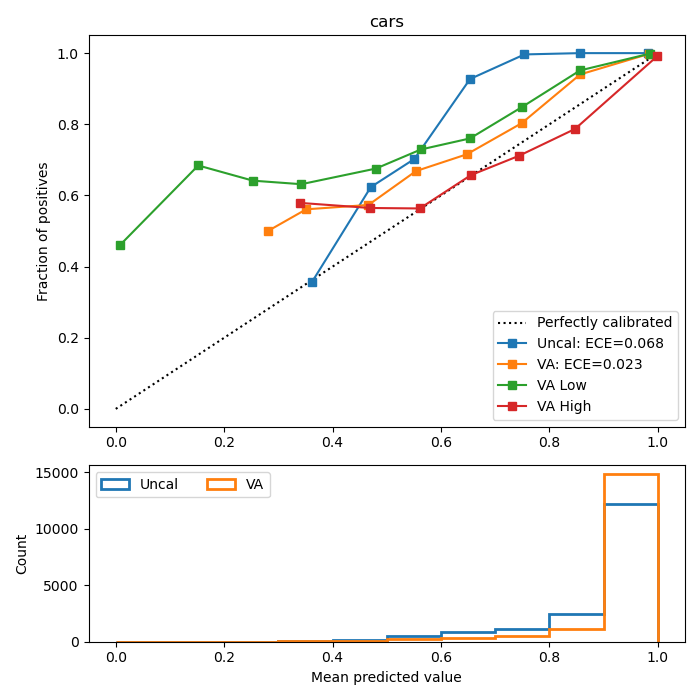 cars
Fraction of positives
1.0
0.8
0.6
0.4
0.2
0.0
Perfectly calibrated
Uncal: ECE=0.068
VA: ECE=0.023
VA Low
VA High
0.0 0.2 0.4 0.6 0.8 1.0
Count
15000
10000
5000
0
Uncal VA
0.0 0.2 0.4 0.6 0.8 1.0
Mean predicted value